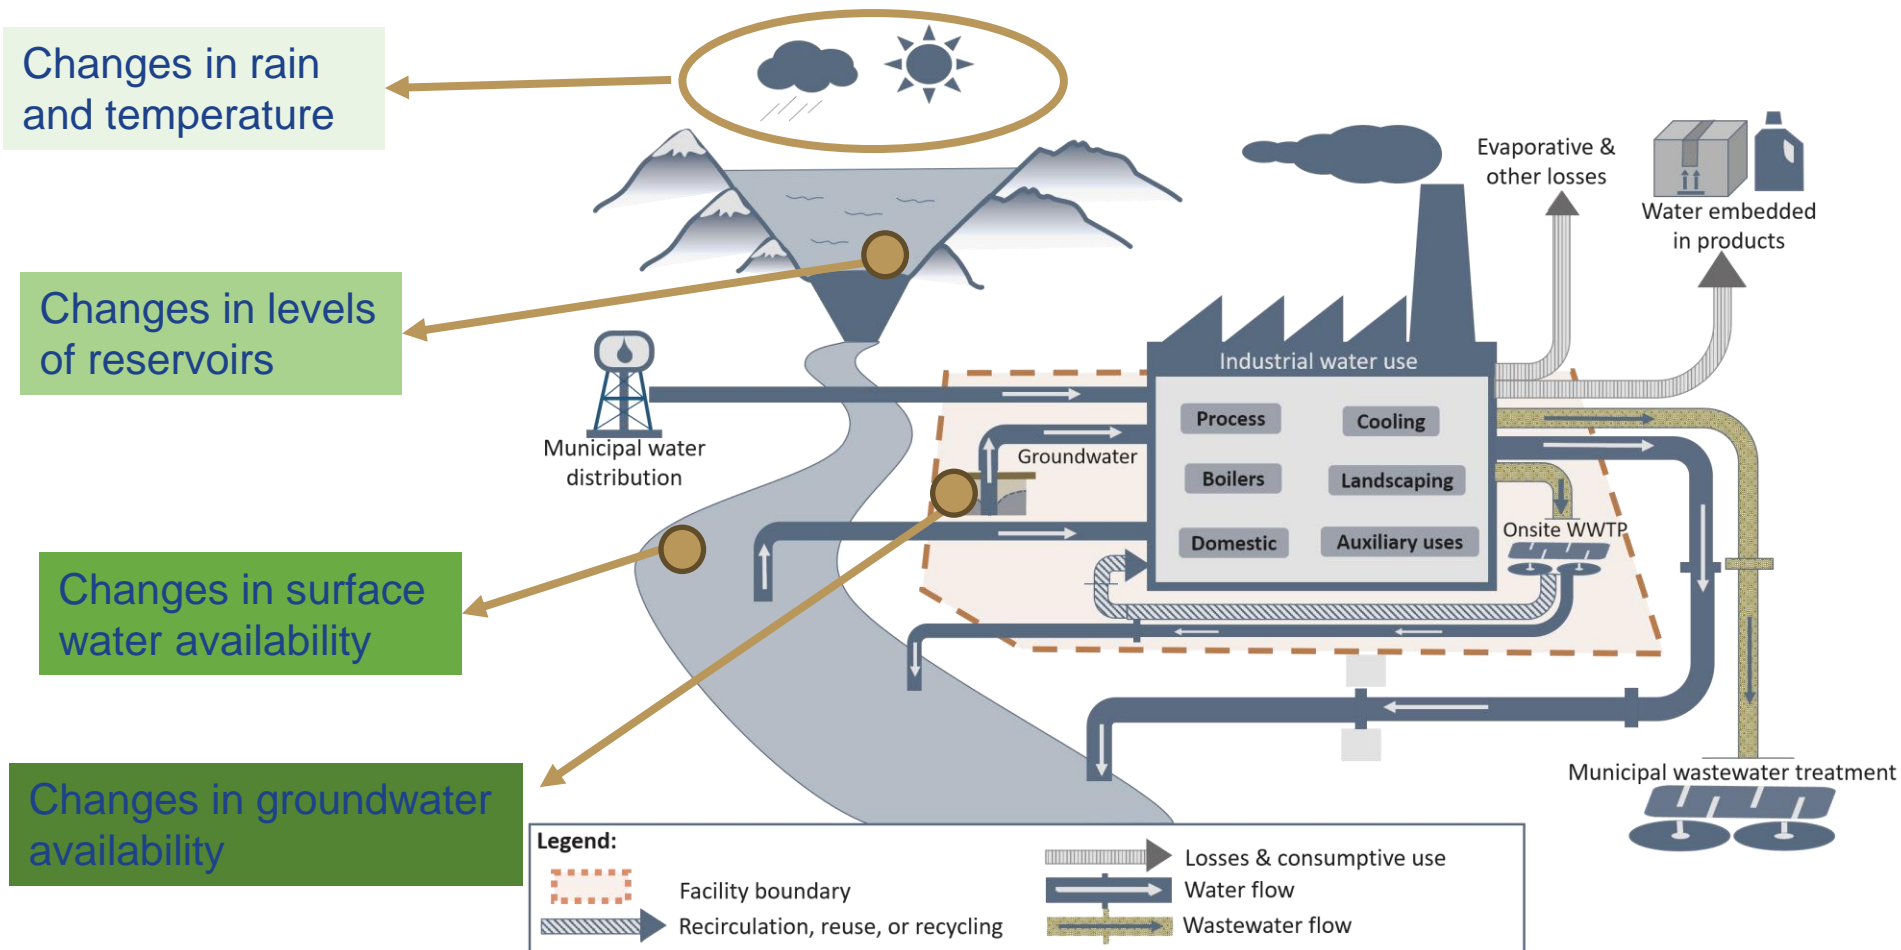 Changes in rain
and temperature
Evaporative &
other losses
Water embedded
in products
Changes in levels
of reservoirs
Industrial water use
Process
Cooling
Municipal water
distribution
Groundwater
Boilers
Landscaping
Onsite WWTP
Domestic
Auxiliary uses
Changes in surface
water availability
Municipal wastewater treatment
Changes in groundwater
availability
Legend:
Facility boundary
Recirculation, reuse, or recycling
Losses & consumptive use
Water flow
Wastewater flow